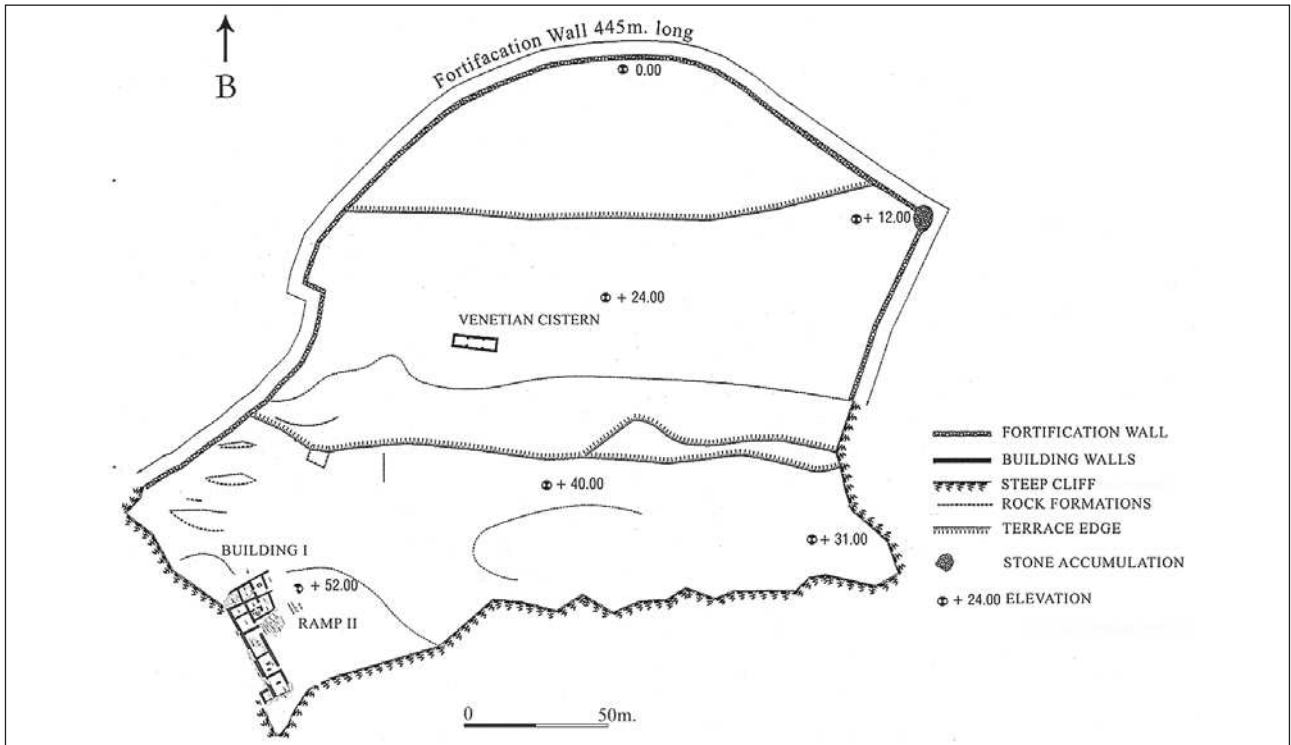 Fortifacation Wall 445m. long
B
0.00
+ 12.00
+ 24.00
VENETIAN CISTERN
+ 40.00
+ 31.00
BUILDING I
+ 52.00
RAMP II
0 50m.
FORTIFICATION WALL
BUILDING WALLS
STEEP CLIFF
ROCK FORMATIONS
TERRACE EDGE
STONE ACCUMULATION
+ 24.00 ELEVATION